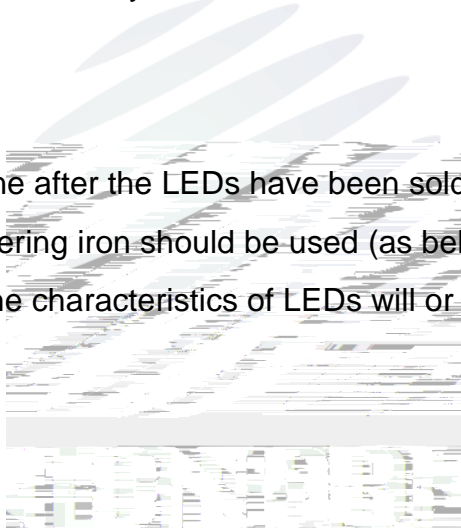 ne after the LEDs have been sold
ering iron should be used (as bel
ne characteristics of LEDs will or